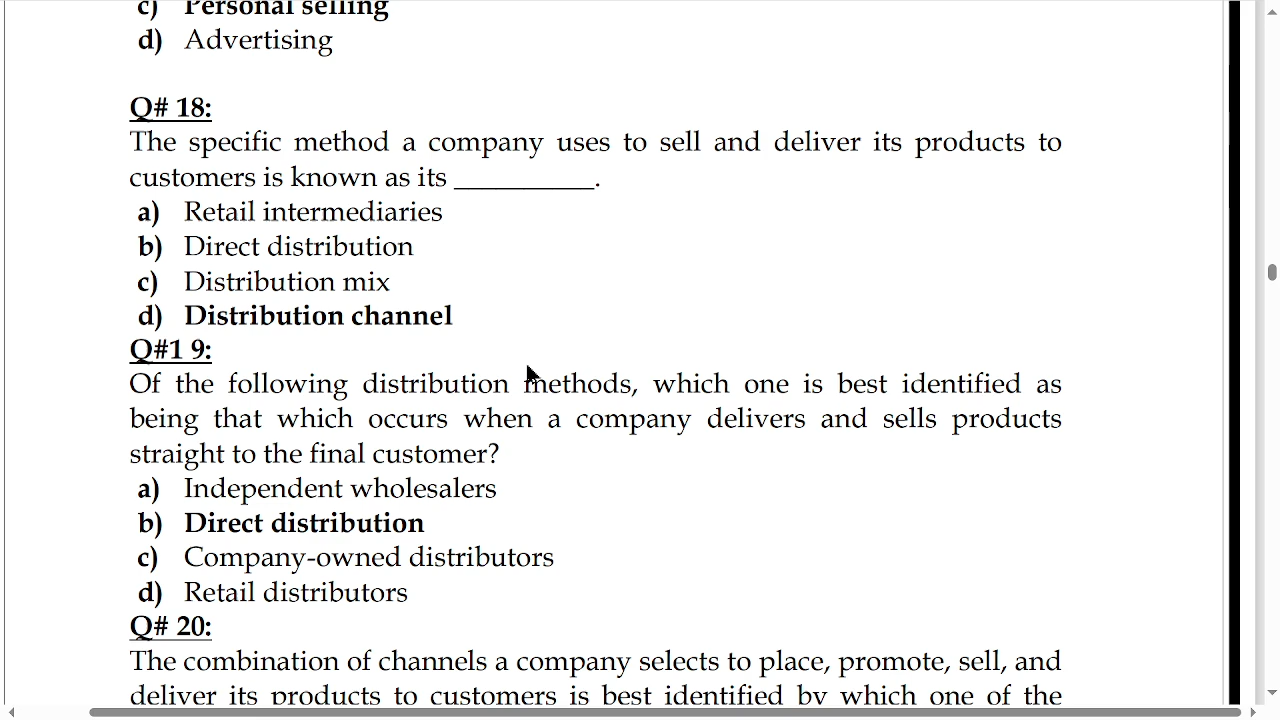 c) Personal selling
d) Advertising
Q# 18:
The specific method a company uses to sell and deliver its products to
customers is known as its __________.
a) Retail intermediaries
b) Direct distribution
c) Distribution mix
d) Distribution channel
Q#1 9:
Of the following distribution methods, which one is best identified as
being that which occurs when a company delivers and sells products
straight to the final customer?
a) Independent wholesalers
b) Direct distribution
c) Company-owned distributors
d) Retail distributors
Q# 20:
The combination of channels a company selects to place, promote, sell, and
deliver its products to customers is best identified by which one of the